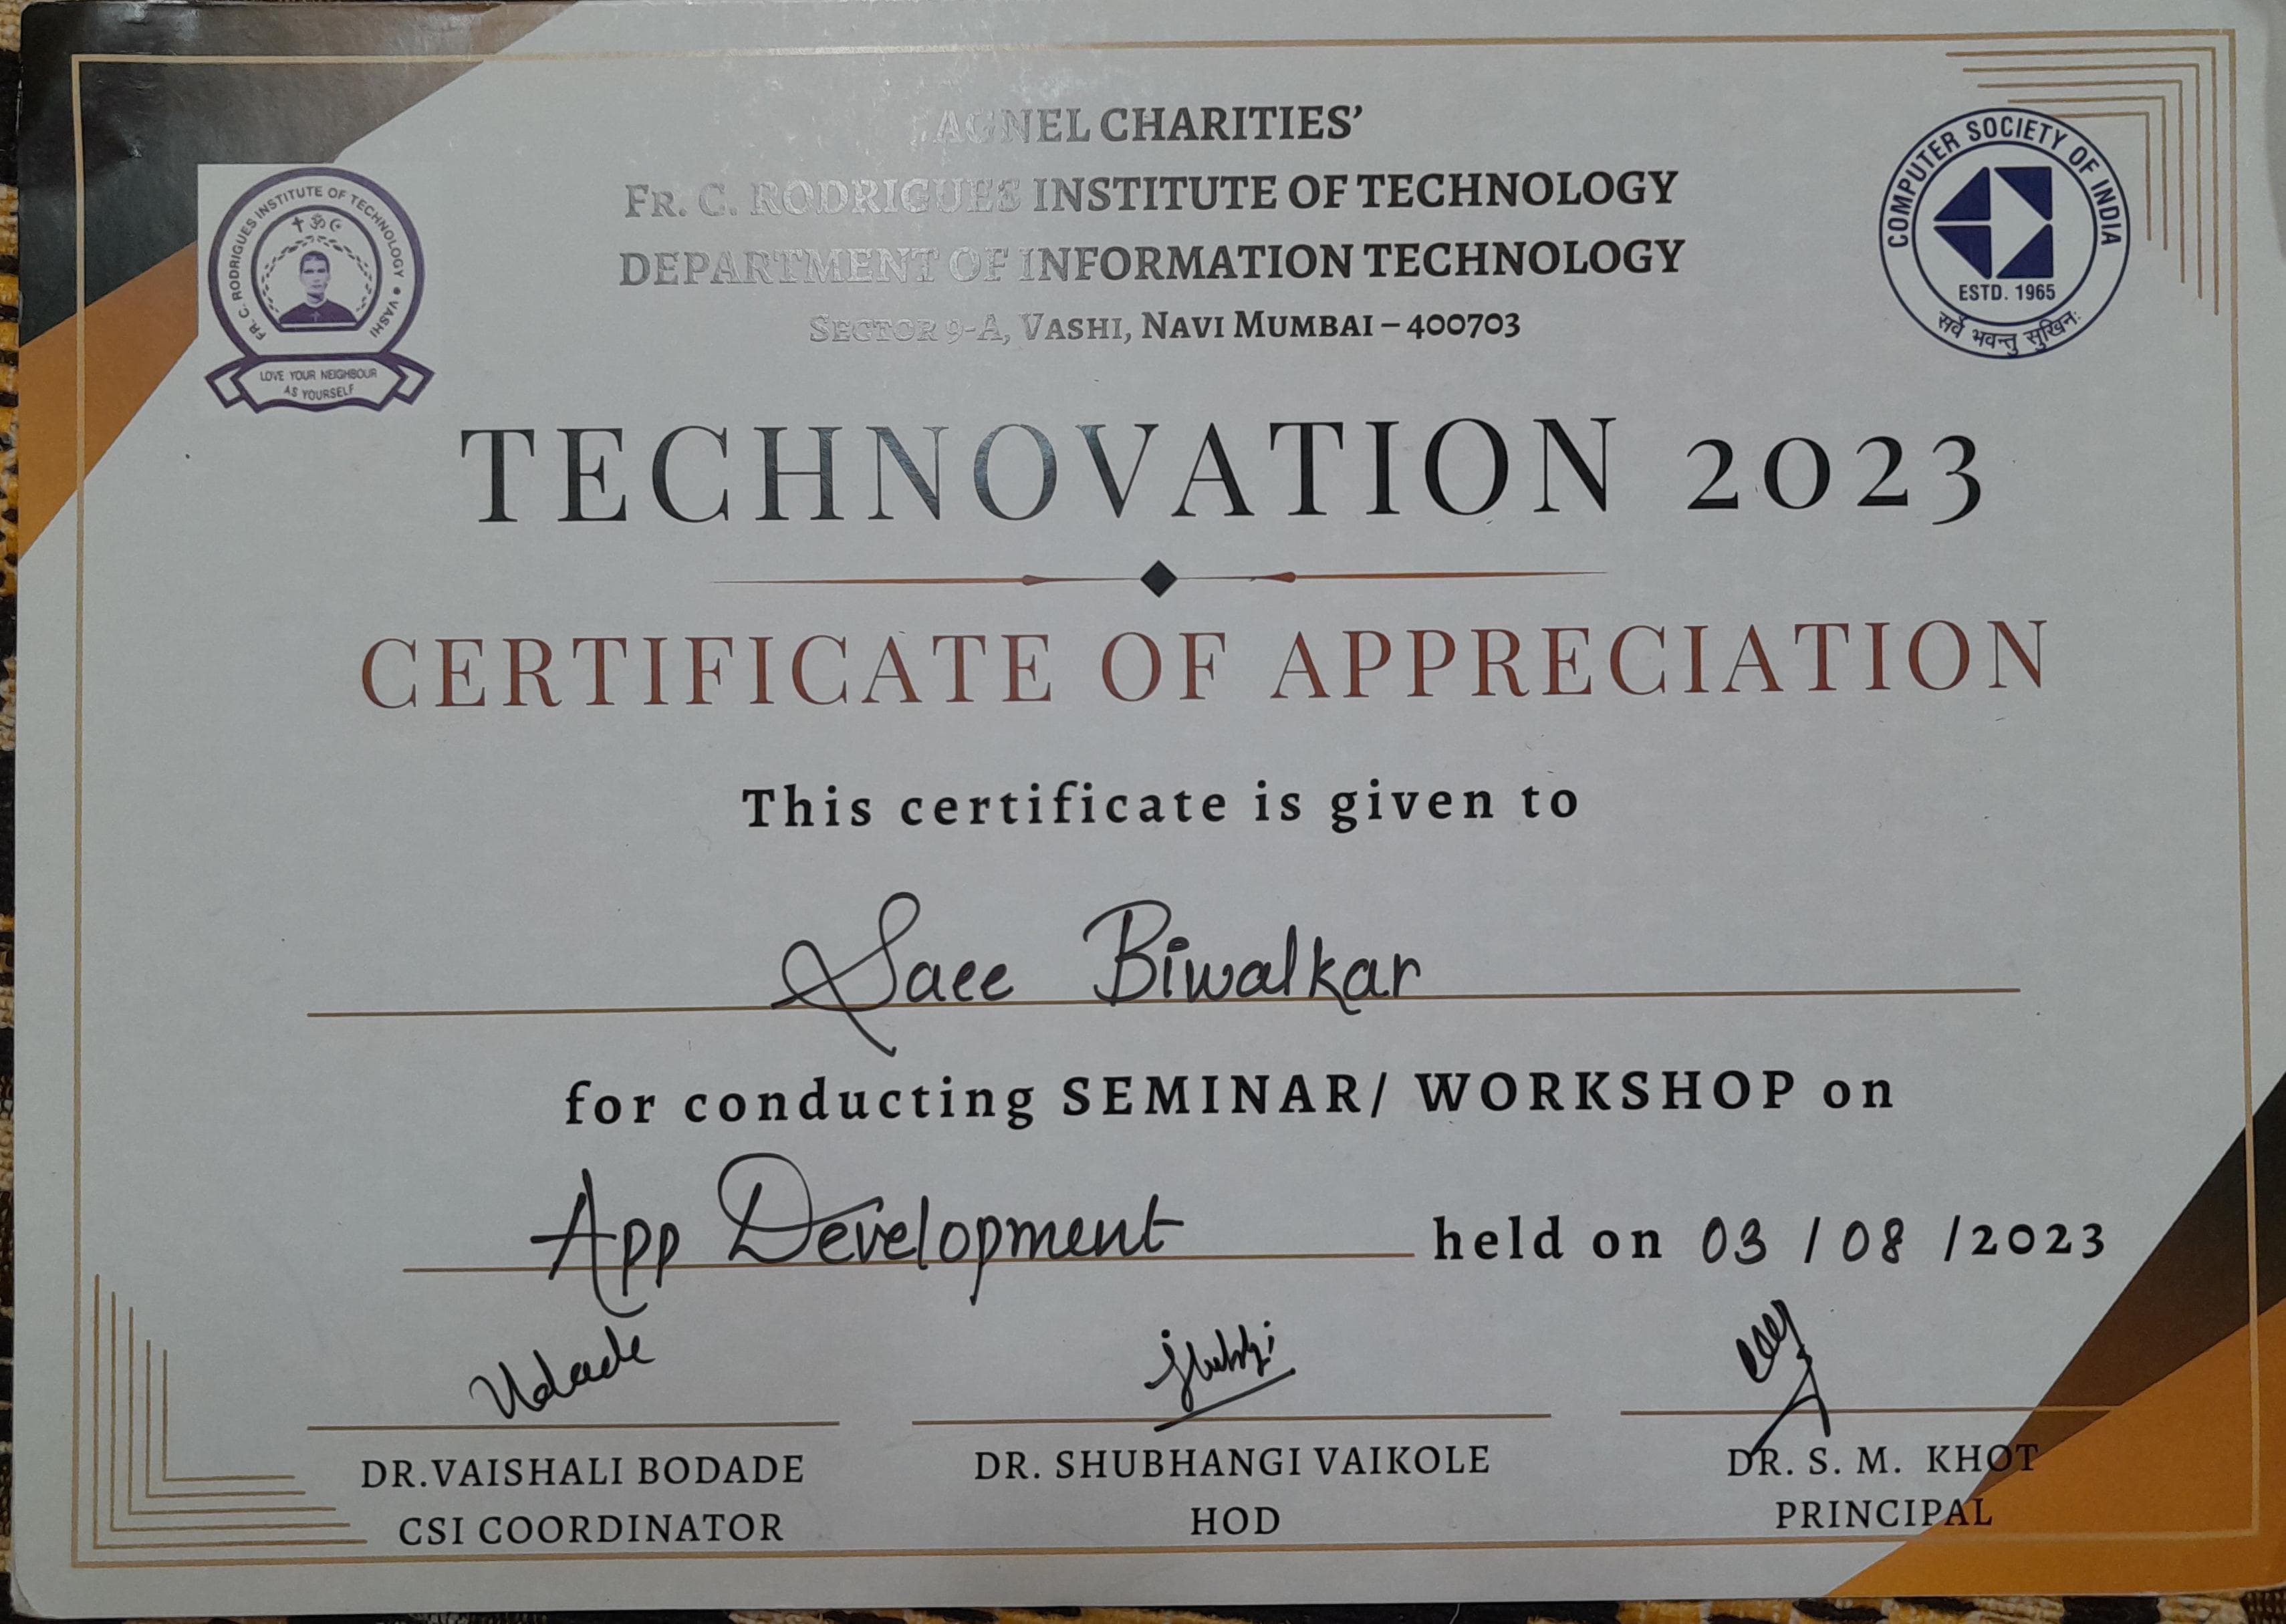 AGNEL CHARITIES’
FR. C. RODRIGUES INSTITUTE OF TECHNOLOGY
DEPARTMENT OF INFORMATION TECHNOLOGY
SECTOR 9-A, VASHI, NAVI MUMBAI – 400703
FR. C. RODRIGUES INSTITUTE OF TECHNOLOGY • VASHI
ॐ
LOVE YOUR NEIGHBOUR
AS YOURSELF
COMPUTER SOCIETY OF INDIA
ESTD. 1965
सर्वे भवन्तु सुखिनः
TECHNOVATION 2023
CERTIFICATE OF APPRECIATION
This certificate is given to
Saee Biwalkar
for conducting SEMINAR/ WORKSHOP on
App Development held on 03 / 08 /2023
DR.VAISHALI BODADE DR. SHUBHANGI VAIKOLE DR. S. M. KHOT
CSI COORDINATOR HOD PRINCIPAL